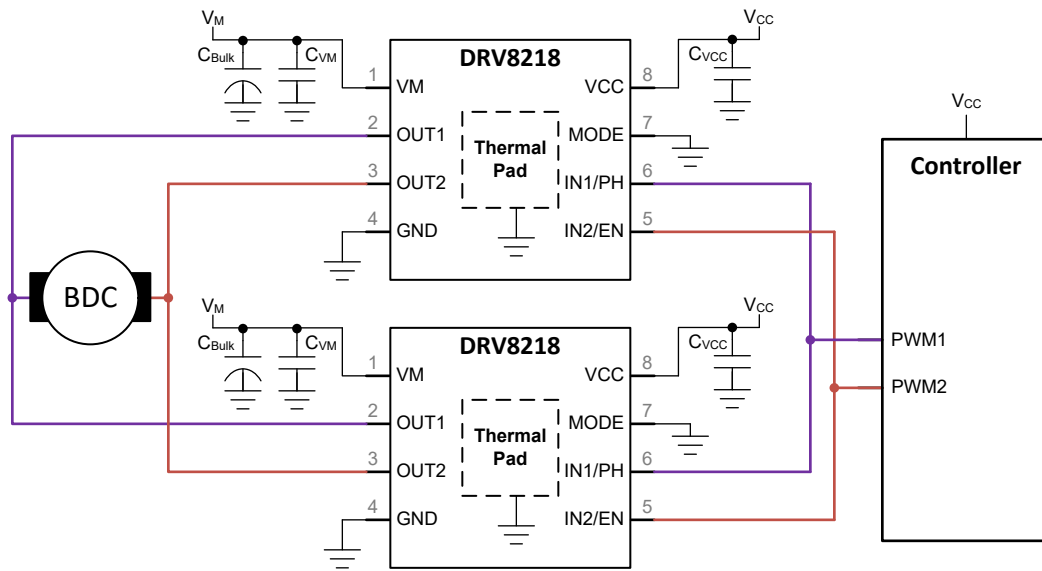 VM
VCC
CBulk
CVM
DRV8218
CVCC
1
VM
VCC
8
2
OUT1
MODE
7
Thermal
Pad
3
OUT2
IN1/PH
6
4
GND
IN2/EN
5
VCC
Controller
PWM1
PWM2
BDC
VM
VCC
CBulk
CVM
DRV8218
CVCC
1
VM
VCC
8
2
OUT1
MODE
7
Thermal
Pad
3
OUT2
IN1/PH
6
4
GND
IN2/EN
5